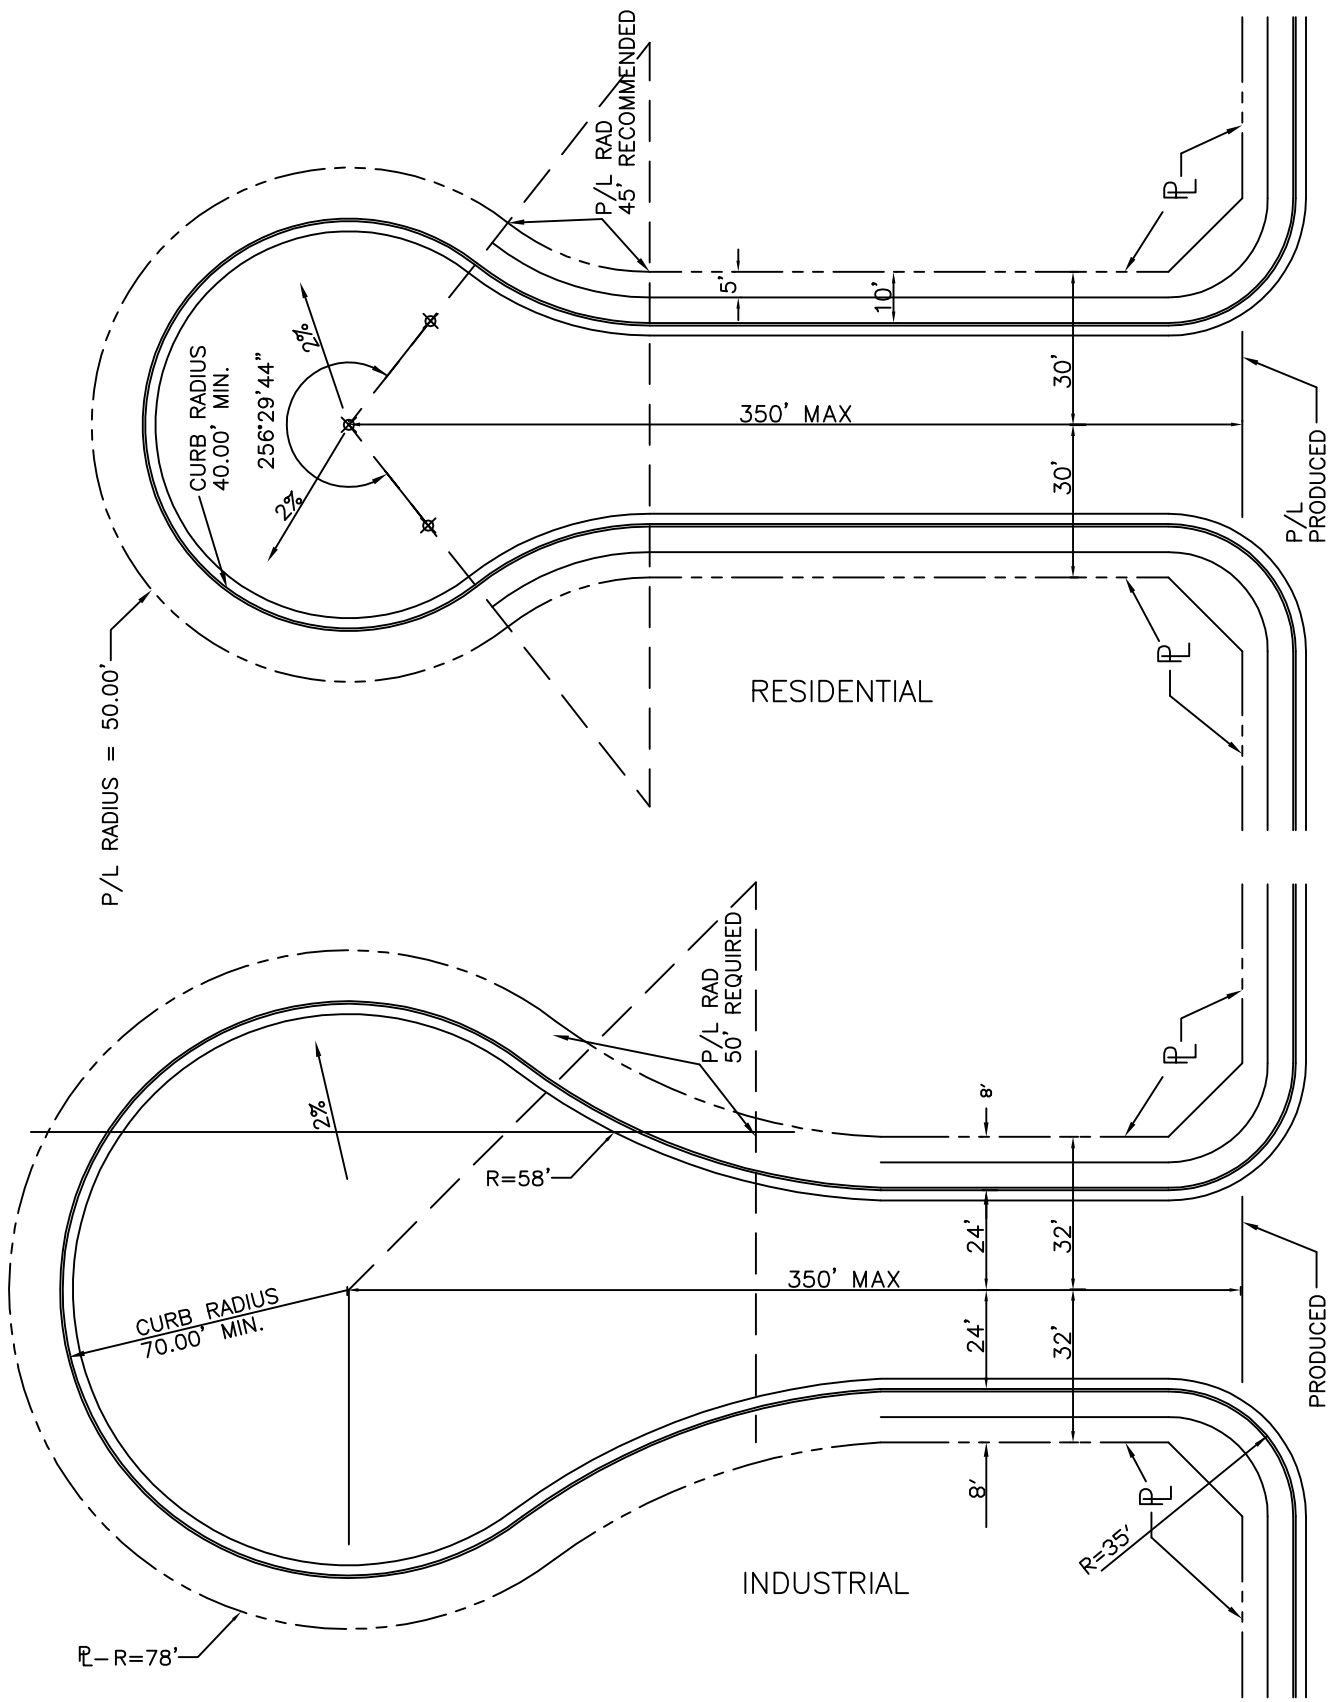 P/L RAD
45' RECOMMENDED
℄
5'
10'
CURB RADIUS
40.00' MIN.
2%
256°29'44"
2%
30'
350' MAX
30'
P/L
PRODUCED
℄
P/L RADIUS = 50.00'
RESIDENTIAL
P/L RAD
50' REQUIRED
℄
8'
2%
R=58'
24'
32'
350' MAX
CURB RADIUS
70.00' MIN.
24'
32'
PRODUCED
8'
℄
R=35'
INDUSTRIAL
℄-R=78'